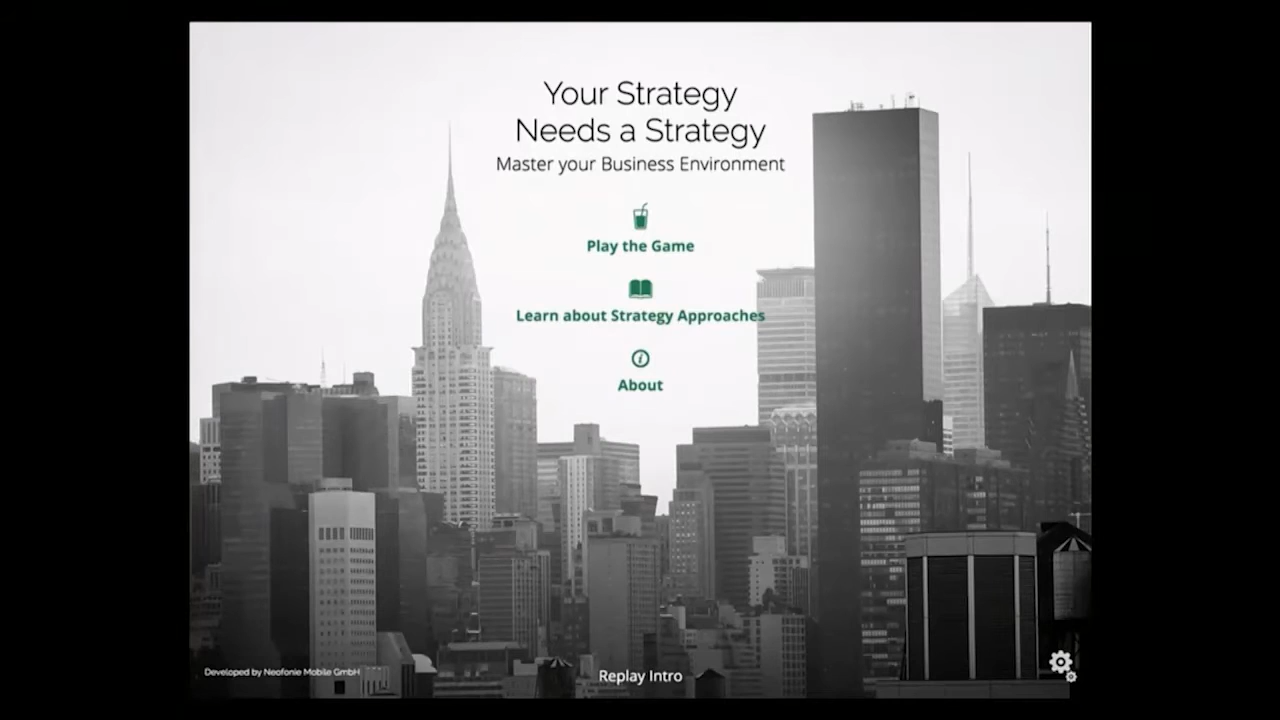 Your Strategy
Needs a Strategy
Master your Business Environment
Play the Game
Learn about Strategy Approaches
About
Developed by Neofonie Mobile GmbH
Replay Intro